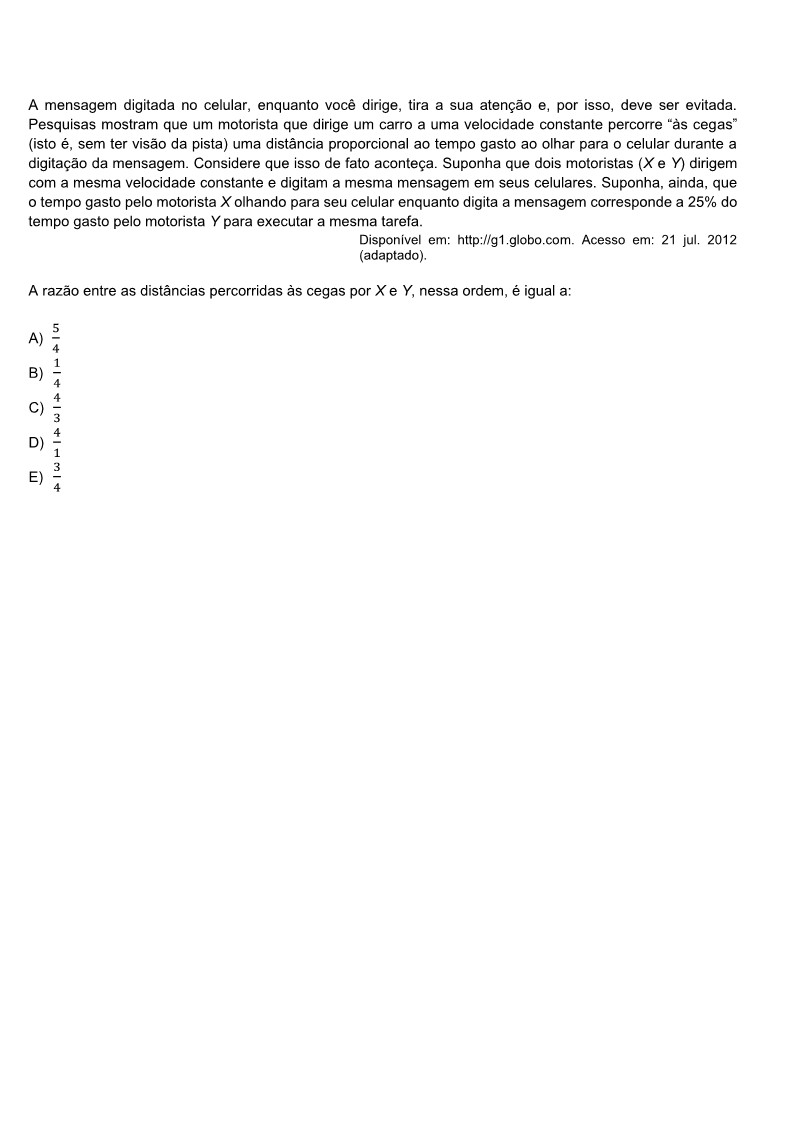 A mensagem digitada no celular, enquanto você dirige, tira a sua atenção e, por isso, deve ser evitada.
Pesquisas mostram que um motorista que dirige um carro a uma velocidade constante percorre “às cegas”
(isto é, sem ter visão da pista) uma distância proporcional ao tempo gasto ao olhar para o celular durante a
digitação da mensagem. Considere que isso de fato aconteça. Suponha que dois motoristas (X e Y) dirigem
com a mesma velocidade constante e digitam a mesma mensagem em seus celulares. Suponha, ainda, que
o tempo gasto pelo motorista X olhando para seu celular enquanto digita a mensagem corresponde a 25% do
tempo gasto pelo motorista Y para executar a mesma tarefa.
Disponível em: http://g1.globo.com. Acesso em: 21 jul. 2012
(adaptado).
A razão entre as distâncias percorridas às cegas por X e Y, nessa ordem, é igual a:
A) 5/4
B) 1/4
C) 4/3
D) 4/1
E) 3/4